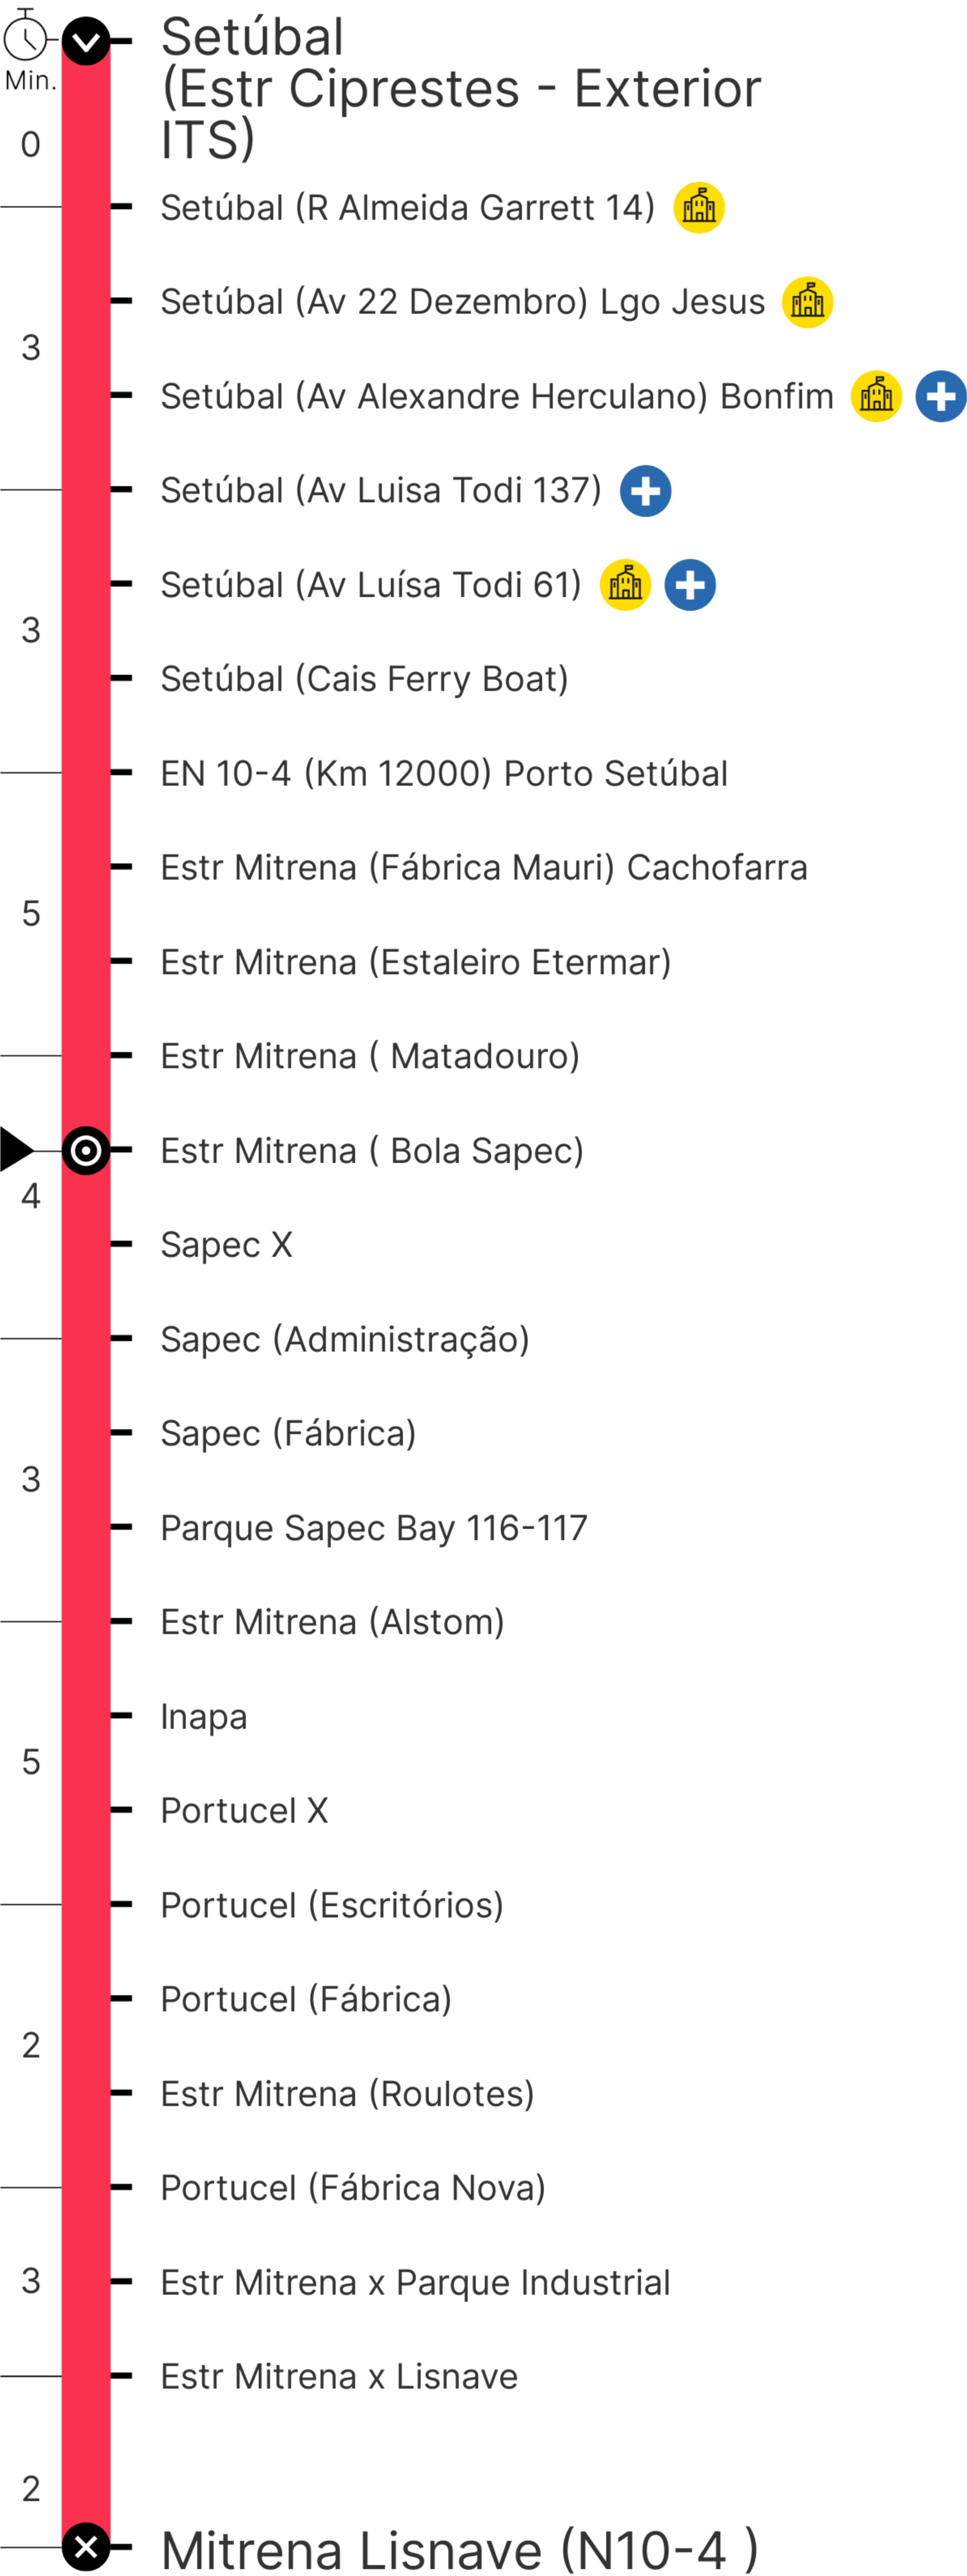 Setúbal
(Estr Ciprestes - Exterior
ITS)
Min.
0
Setúbal (R Almeida Garrett 14)
Setúbal (Av 22 Dezembro) Lgo Jesus
3
Setúbal (Av Alexandre Herculano) Bonfim
Setúbal (Av Luisa Todi 137)
Setúbal (Av Luísa Todi 61)
3
Setúbal (Cais Ferry Boat)
EN 10-4 (Km 12000) Porto Setúbal
Estr Mitrena (Fábrica Mauri) Cachofarra
5
Estr Mitrena (Estaleiro Etermar)
Estr Mitrena ( Matadouro)
Estr Mitrena ( Bola Sapec)
4
Sapec X
Sapec (Administração)
Sapec (Fábrica)
3
Parque Sapec Bay 116-117
Estr Mitrena (Alstom)
Inapa
5
Portucel X
Portucel (Escritórios)
Portucel (Fábrica)
2
Estr Mitrena (Roulotes)
Portucel (Fábrica Nova)
3
Estr Mitrena x Parque Industrial
Estr Mitrena x Lisnave
2
Mitrena Lisnave (N10-4 )